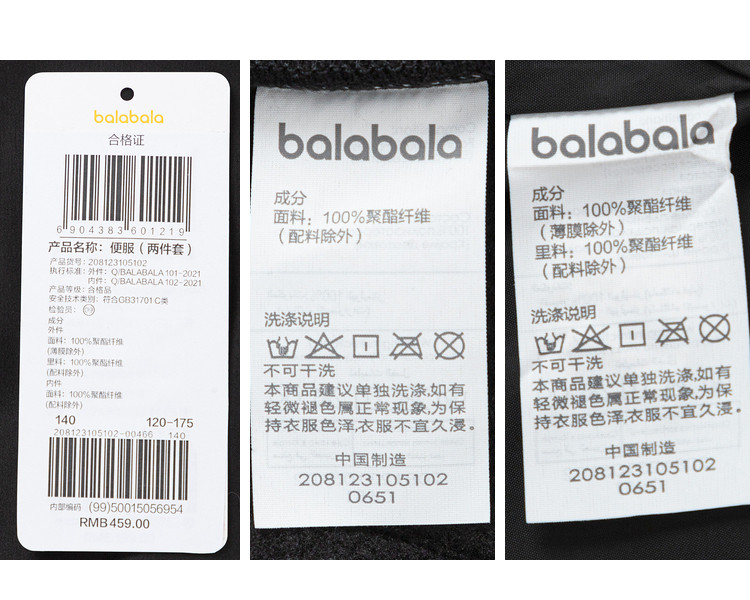 balabala
合格证
6 904383 601219
产品名称：便服（两件套）
产品货号：208123105102
执行标准：外件：Q/BALABALA 101-2021
内件：Q/BALABALA 102-2021
产品等级：合格品
安全技术类别：符合GB31701 C类
检验员：
成分
外件
面料：100%聚酯纤维
(薄膜除外)
里料：100%聚酯纤维
(配料除外)
内件
面料：100%聚酯纤维
(配料除外)
140 120-175
208123105102-00466 140
内部编码 (99)50015056954
RMB459.00
balabala
成分
面料：100%聚酯纤维
（配料除外）
洗涤说明
不可干洗
本商品建议单独洗涤,如有
轻微褪色属正常现象,为保
持衣服色泽,衣服不宜久浸。
中国制造
208123105102
0651
balabala
成分
面料：100%聚酯纤维
（薄膜除外）
里料：100%聚酯纤维
（配料除外）
洗涤说明
不可干洗
本商品建议单独洗涤,如有
轻微褪色属正常现象,为保
持衣服色泽,衣服不宜久浸。
中国制造
208123105102
0651